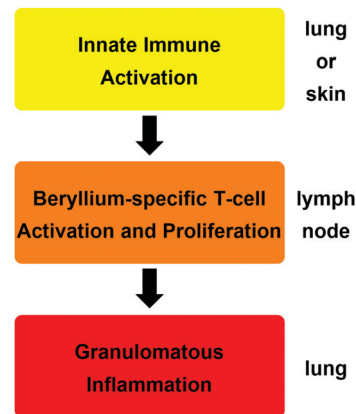 Innate Immune
Activation
lung
or
skin
Beryllium-specific T-cell
Activation and Proliferation
lymph
node
Granulomatous
Inflammation
lung